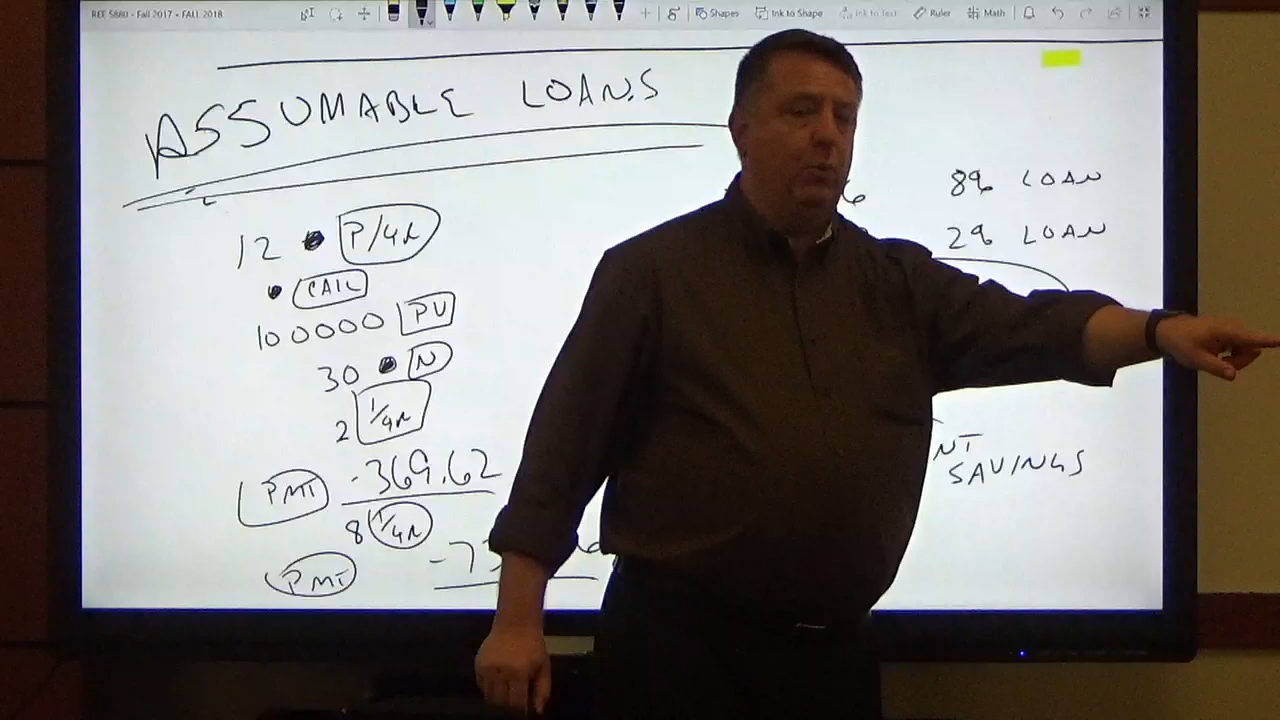 REF 5880 - Fall 2017 • FALL 2018
Shapes Ink to Shape Ink to Text Ruler Math
ASSUMABLE LOANS
8% LOAN
2% LOAN
12 P/YR
CALL
100000 PV
30 N
2 I/YR
PMT -369.62
8 I/YR
PMT
SAVINGS